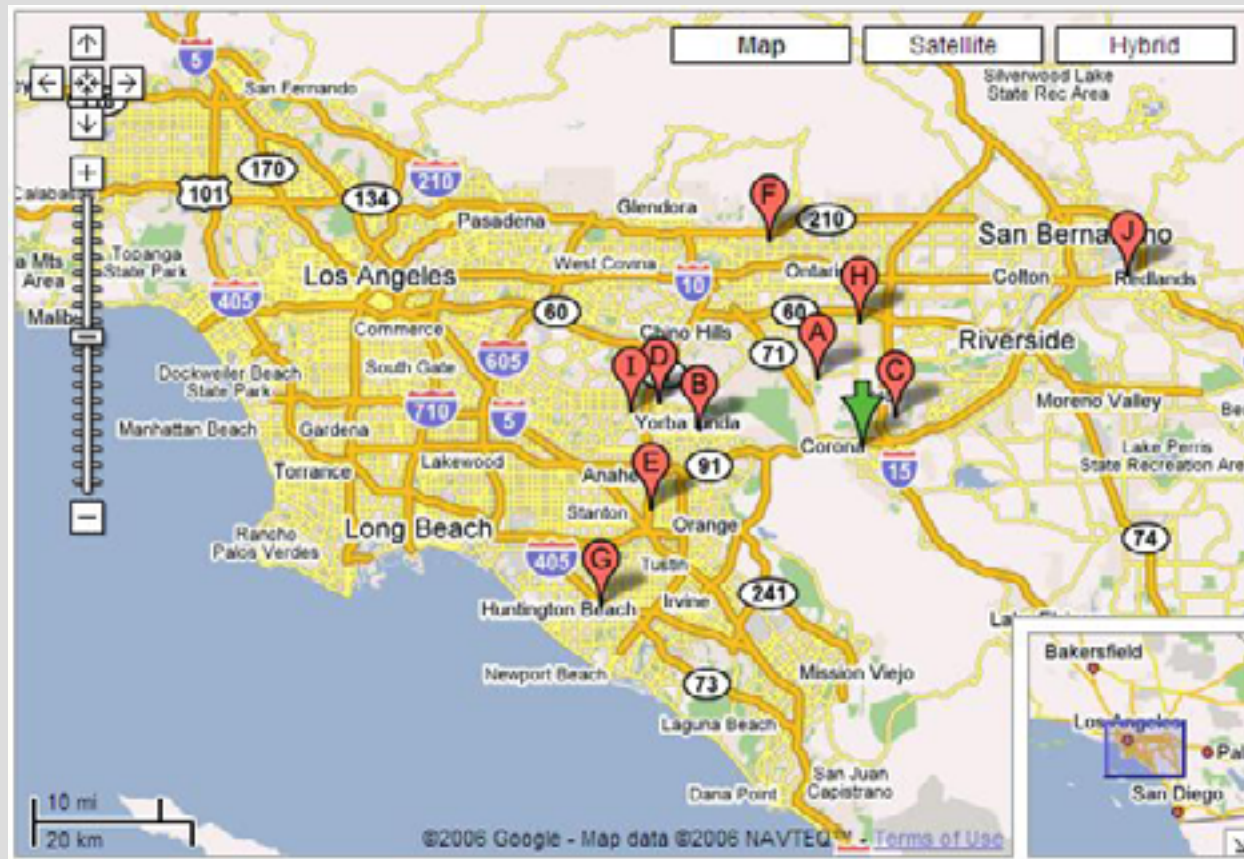 Map
Satellite
Hybrid
5
San Fernando
Silverwood Lake
State Rec Area
170
101
134
210
Glendora
F
210
Pasadena
Topanga
State Park
Los Angeles
West Covina
10
Ontario
H
San Bernardino
J
Colton
Redlands
405
Malibu
Commerce
60
Chino Hills
60
A
71
Riverside
Dockweiler Beach
State Park
South Gate
605
I
D
B
C
710
5
Yorba Linda
Moreno Valley
Manhattan Beach
Gardena
Corona
Lake Perris
State Recreation Area
Torrance
Lakewood
E
91
15
Stanton
Long Beach
Orange
Rancho
Palos Verdes
405
G
Tustin
74
Huntington Beach
Irvine
241
Newport Beach
73
Mission Viejo
Laguna Beach
Bakersfield
Los Angeles
San Diego
Dana Point
San Juan
Capistrano
10 mi
20 km
©2006 Google - Map data ©2006 NAVTEQ™ - Terms of Use